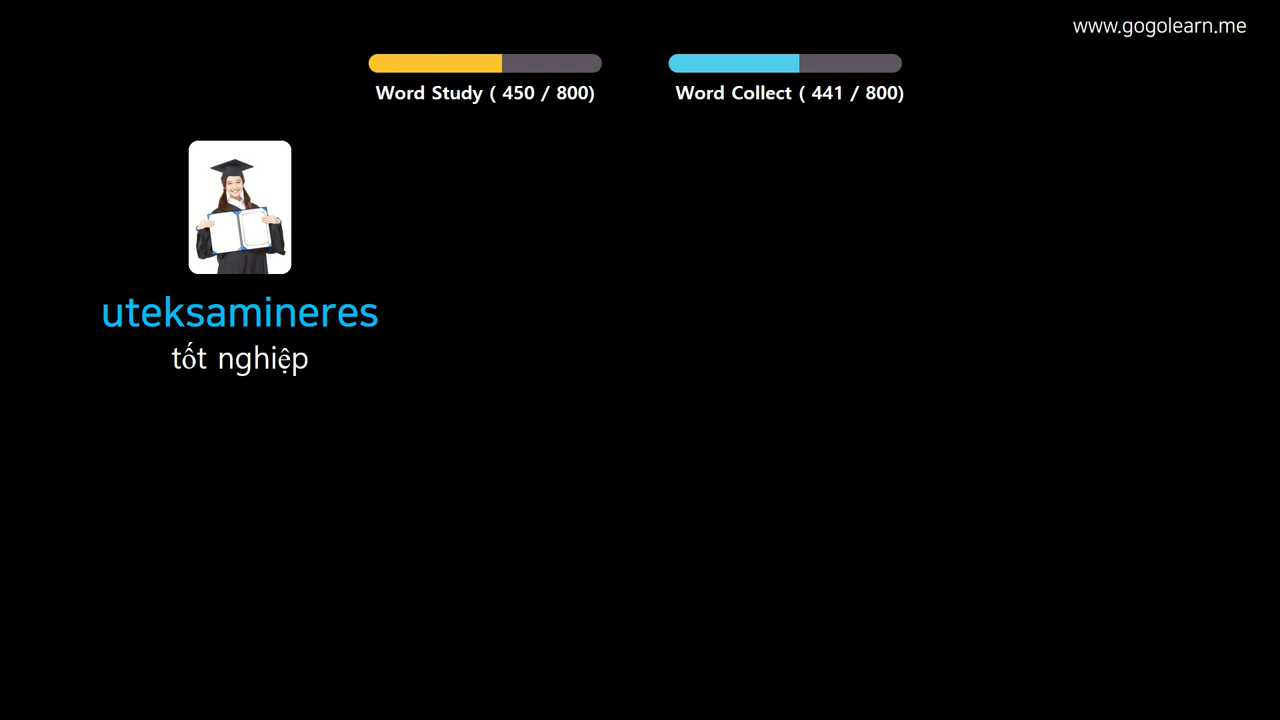 www.gogolearn.me
Word Study ( 450 / 800)
Word Collect ( 441 / 800)
uteksamineres
tốt nghiệp